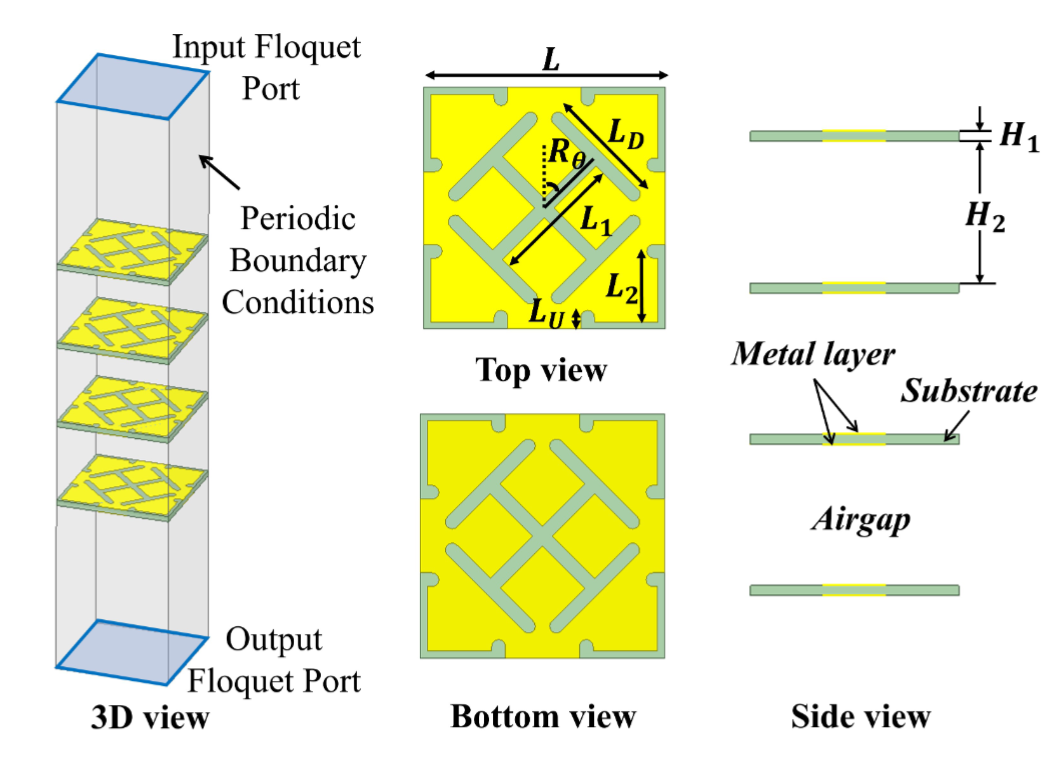 Input Floquet
Port
Periodic
Boundary
Conditions
Output
Floquet Port
3D view
L
L_D
R_θ
L_1
L_2
L_U
Top view
Bottom view
H_1
H_2
Metal layer
Substrate
Airgap
Side view